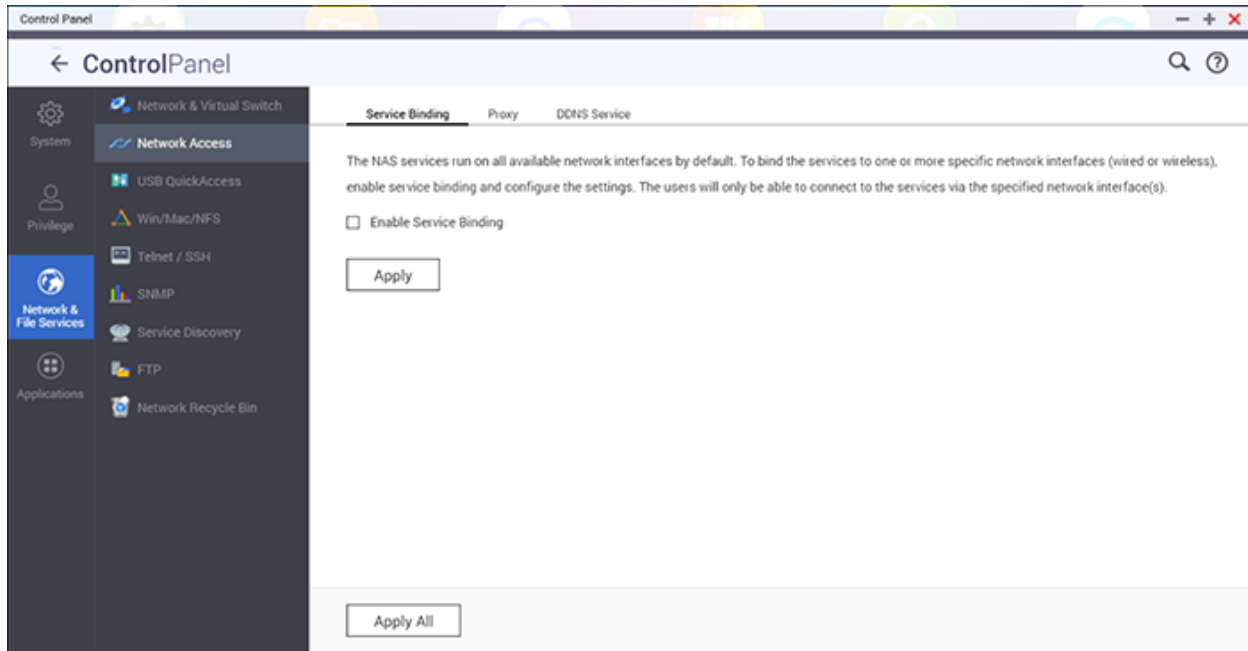 Control Panel
ControlPanel
System
Privilege
Network &
File Services
Applications
Network & Virtual Switch
Network Access
USB QuickAccess
Win/Mac/NFS
Telnet / SSH
SNMP
Service Discovery
FTP
Network Recycle Bin
Service Binding Proxy DDNS Service
The NAS services run on all available network interfaces by default. To bind the services to one or more specific network interfaces (wired or wireless),
enable service binding and configure the settings. The users will only be able to connect to the services via the specified network interface(s).
Enable Service Binding
Apply
Apply All